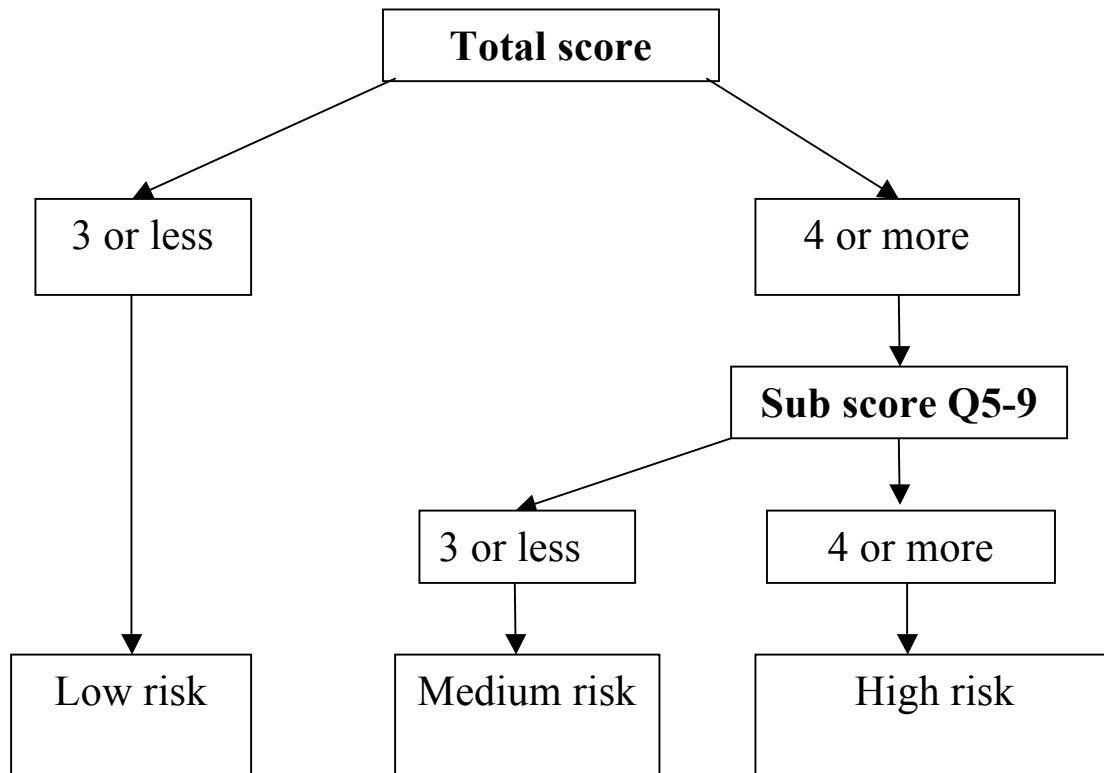 Total score
3 or less
4 or more
Sub score Q5-9
3 or less
4 or more
Low risk
Medium risk
High risk